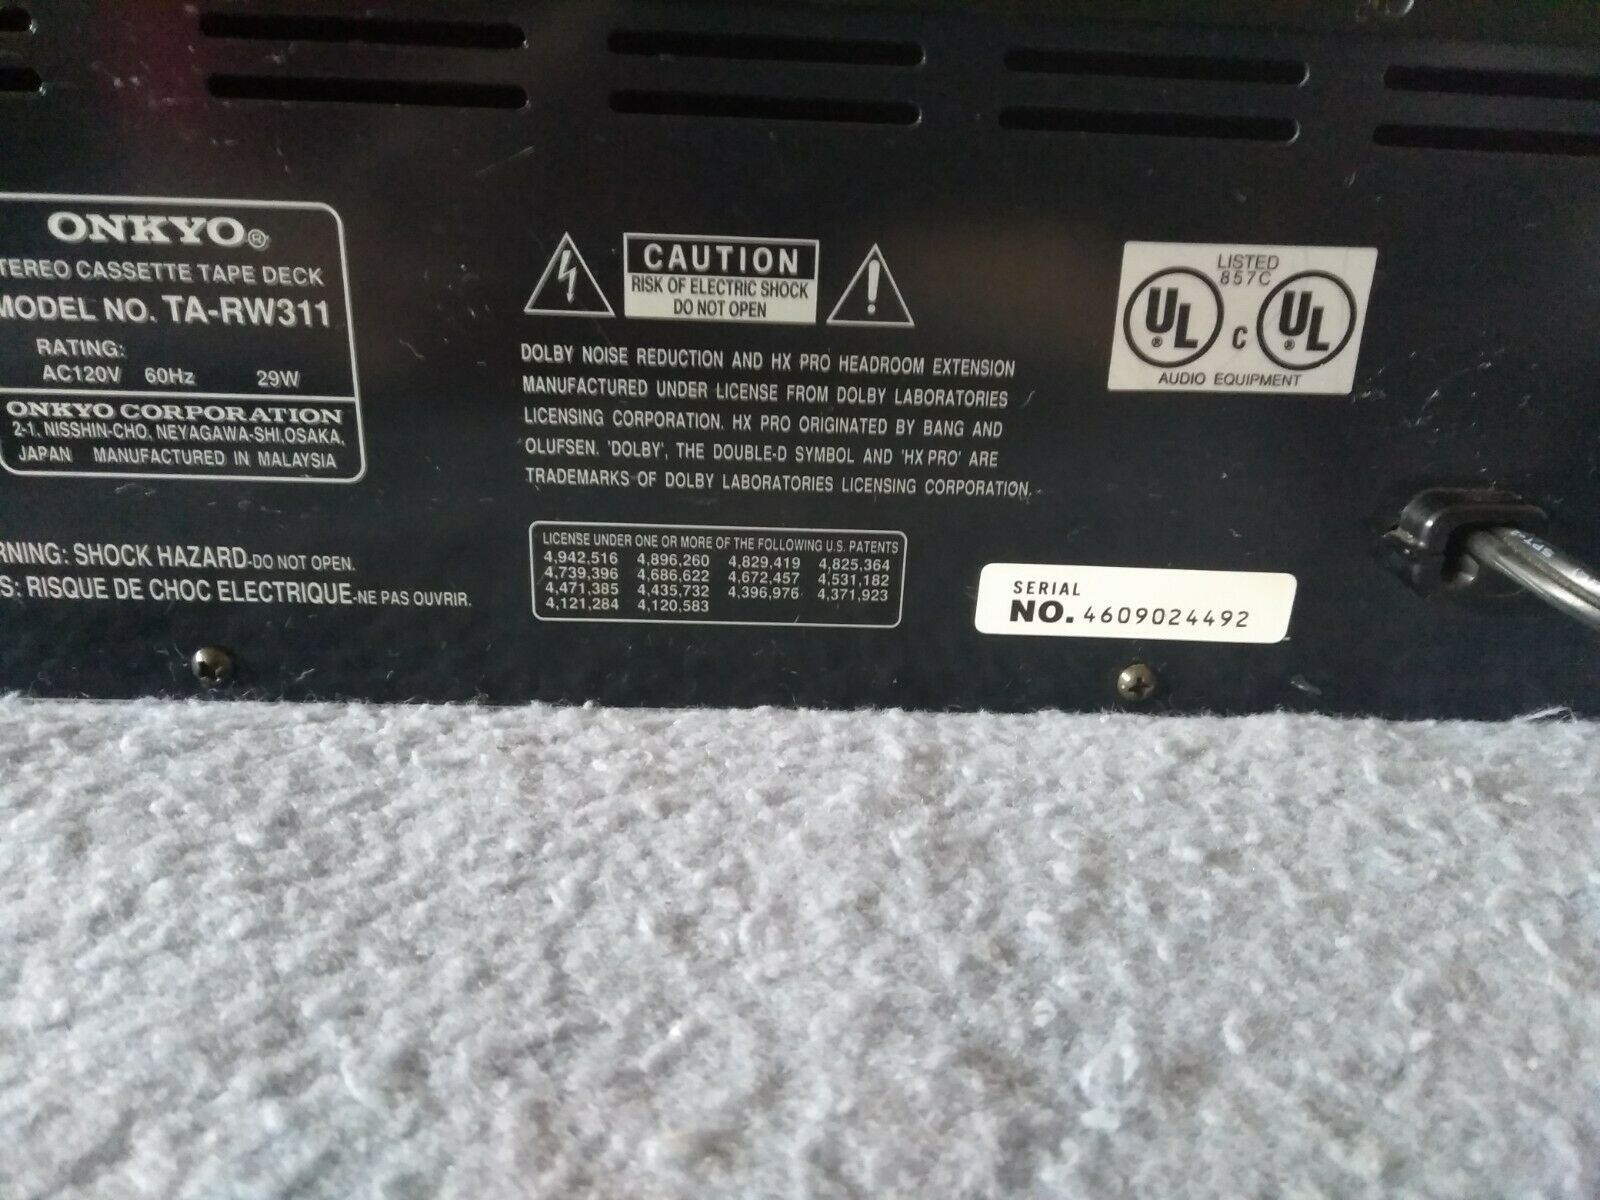 ONKYO®
TEREO CASSETTE TAPE DECK
MODEL NO. TA-RW311
RATING:
AC120V 60Hz 29W
ONKYO CORPORATION
2-1, NISSHIN-CHO, NEYAGAWA-SHI,OSAKA,
JAPAN MANUFACTURED IN MALAYSIA
RNING: SHOCK HAZARD-DO NOT OPEN.
S: RISQUE DE CHOC ELECTRIQUE-NE PAS OUVRIR.
CAUTION
RISK OF ELECTRIC SHOCK
DO NOT OPEN
DOLBY NOISE REDUCTION AND HX PRO HEADROOM EXTENSION
MANUFACTURED UNDER LICENSE FROM DOLBY LABORATORIES
LICENSING CORPORATION. HX PRO ORIGINATED BY BANG AND
OLUFSEN. 'DOLBY', THE DOUBLE-D SYMBOL AND 'HX PRO' ARE
TRADEMARKS OF DOLBY LABORATORIES LICENSING CORPORATION.
LICENSE UNDER ONE OR MORE OF THE FOLLOWING U.S. PATENTS
4,942,516 4,896,260 4,829,419 4,825,364
4,739,396 4,686,622 4,672,457 4,531,182
4,471,385 4,435,732 4,396,976 4,371,923
4,121,284 4,120,583
LISTED
857C
UL® C UL®
AUDIO EQUIPMENT
SERIAL
NO. 4609024492